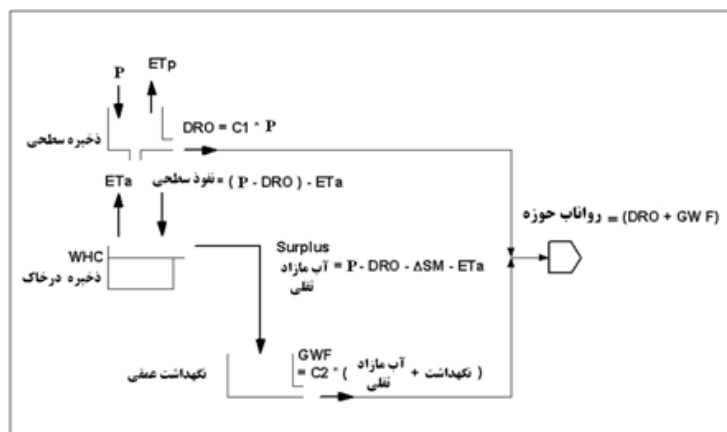 P
ETp
DRO = C1 * P
ذخیره سطحی
ETa
نفوذ سطحی = ( P - DRO ) - ETa
رواناب حوزه = (DRO + GW F)
WHC
ذخیره درخاک
Surplus
آب مازاد = P - DRO - ΔSM - ETa
ثقلی
GWF
= C2 * ( آب مازاد + نگهداشت )
ثقلی
نگهداشت عمقی